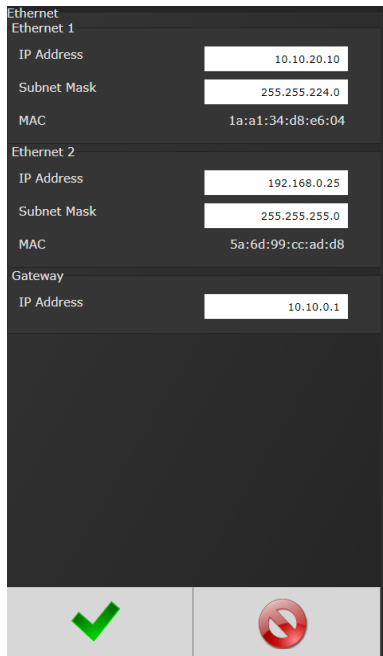 Ethernet
Ethernet 1
IP Address 10.10.20.10
Subnet Mask 255.255.224.0
MAC 1a:a1:34:d8:e6:04
Ethernet 2
IP Address 192.168.0.25
Subnet Mask 255.255.255.0
MAC 5a:6d:99:cc:ad:d8
Gateway
IP Address 10.10.0.1